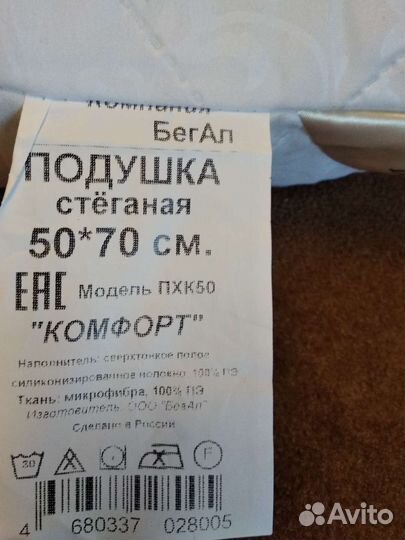 Компания
БегАл
ПОДУШКА
стёганая
50*70 см.
EAC Модель ПХК50
"КОМФОРТ"
Наполнитель: сверхтонкое полое
силиконизированное волокно, 100% ПЭ
Ткань: микрофибра, 100% ПЭ
Изготовитель: ООО "БегАл"
Сделано в России
30 F
4 680337 028005
Avito